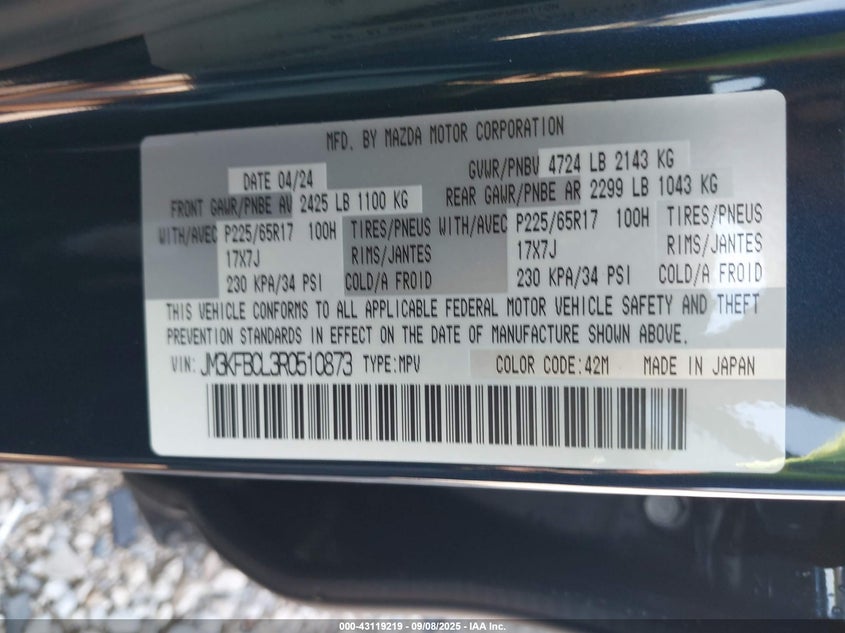 MFD. BY MAZDA MOTOR CORPORATION
DATE 04/24
GVWR/PNBV 4724 LB 2143 KG
FRONT GAWR/PNBE AV 2425 LB 1100 KG
REAR GAWR/PNBE AR 2299 LB 1043 KG
WITH/AVEC P225/65R17 100H TIRES/PNEUS WITH/AVEC P225/65R17 100H TIRES/PNEUS
17X7J RIMS/JANTES 17X7J RIMS/JANTES
230 KPA/34 PSI COLD/A FROID 230 KPA/34 PSI COLD/A FROID
THIS VEHICLE CONFORMS TO ALL APPLICABLE FEDERAL MOTOR VEHICLE SAFETY AND THEFT
PREVENTION STANDARDS IN EFFECT ON THE DATE OF MANUFACTURE SHOWN ABOVE.
VIN: JM3KFBCL3R0510873 TYPE:MPV COLOR CODE:42M MADE IN JAPAN
000-43119219 - 09/08/2025 - IAA Inc.